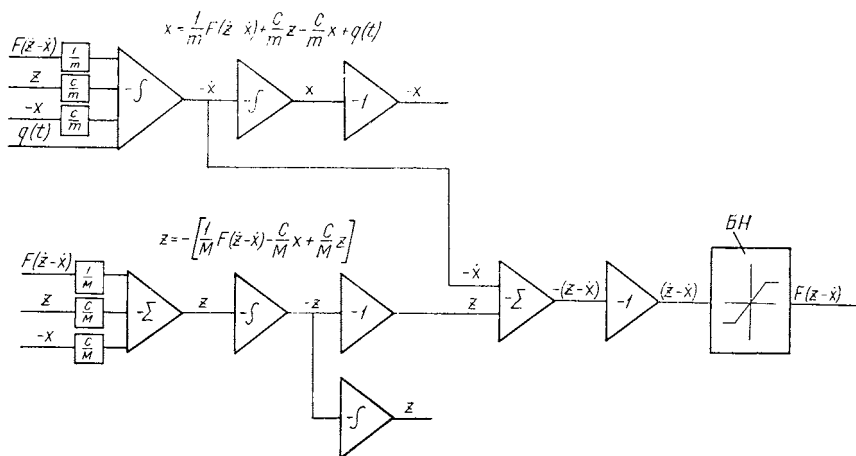 x = 1/m F(ż-ẋ) + C/m z - C/m x + q(t)
F(ż-ẋ) 1/m
z C/m
-x C/m
q(t)
-∫ -ẋ -∫ x -1 -x
z = -[1/M F(ż-ẋ) - C/M x + C/M z]
F(ż-ẋ) 1/M
z C/M
-x C/M
-Σ z -∫ -z -1 z
-∫ z
-ẋ
-Σ -(ż-ẋ) -1 (ż-ẋ)
БН
F(ż-ẋ)